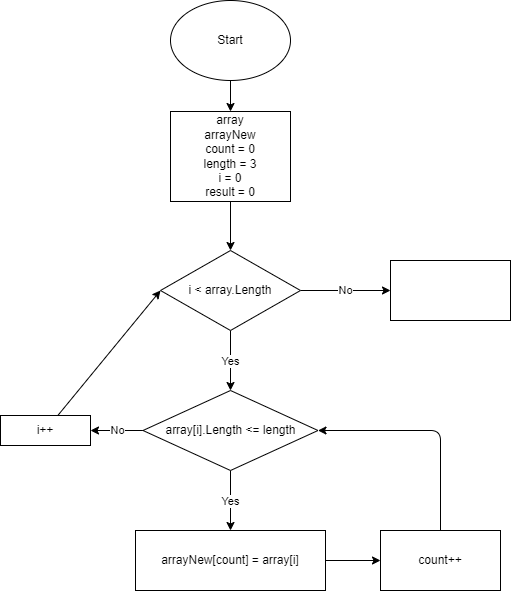 Start
array
arrayNew
count = 0
length = 3
i = 0
result = 0
i < array.Length
No
Yes
array[i].Length <= length
No
i++
Yes
arrayNew[count] = array[i]
count++